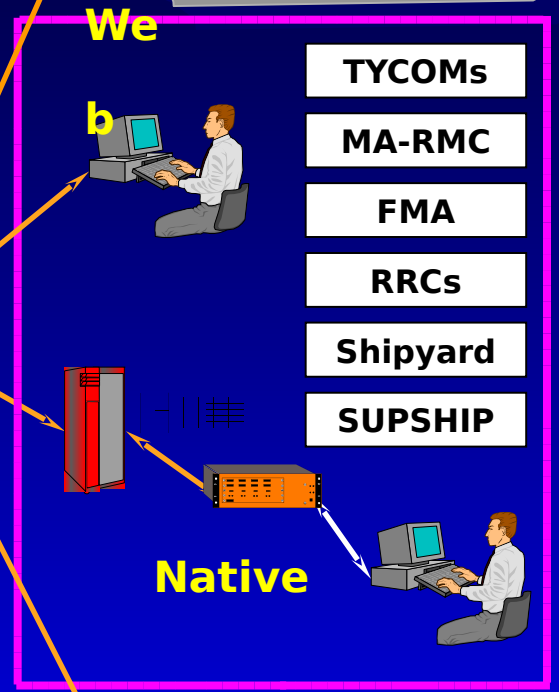 We
b
TYCOMs
MA-RMC
FMA
RRCs
Shipyard
SUPSHIP
Native